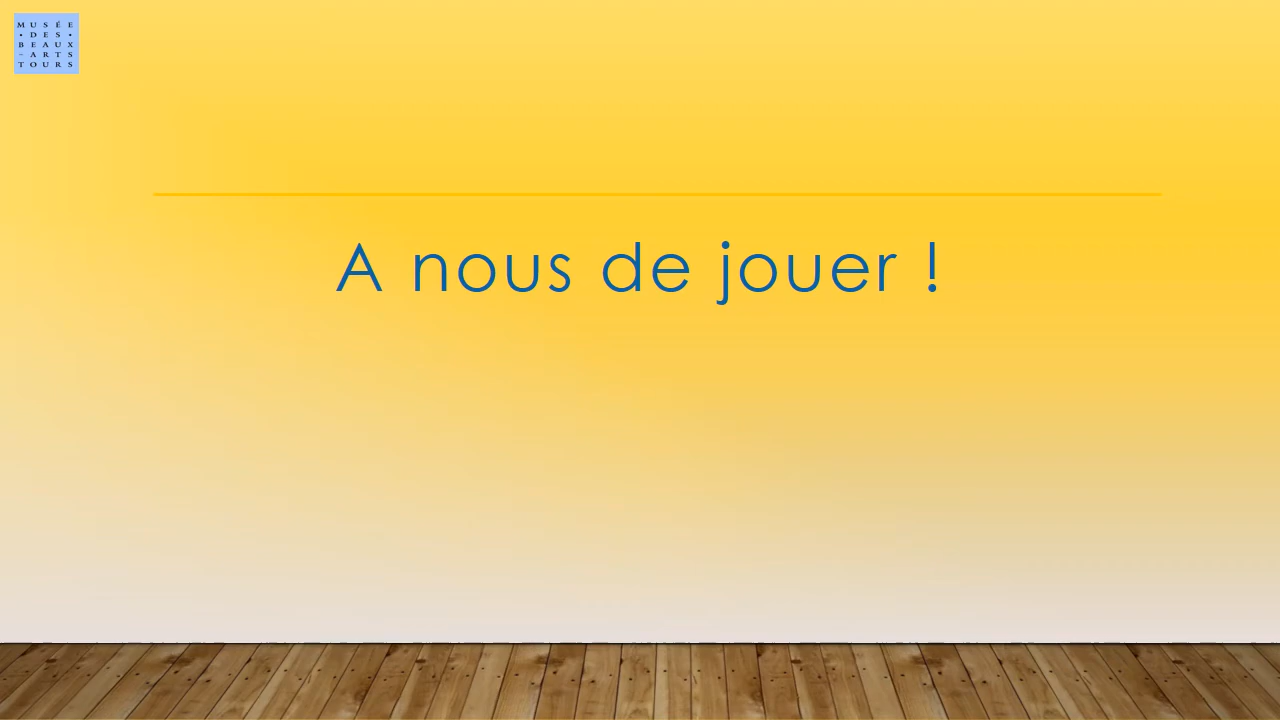 MUSÉE
• DES •
BEAUX
~ ARTS
TOURS
A nous de jouer !